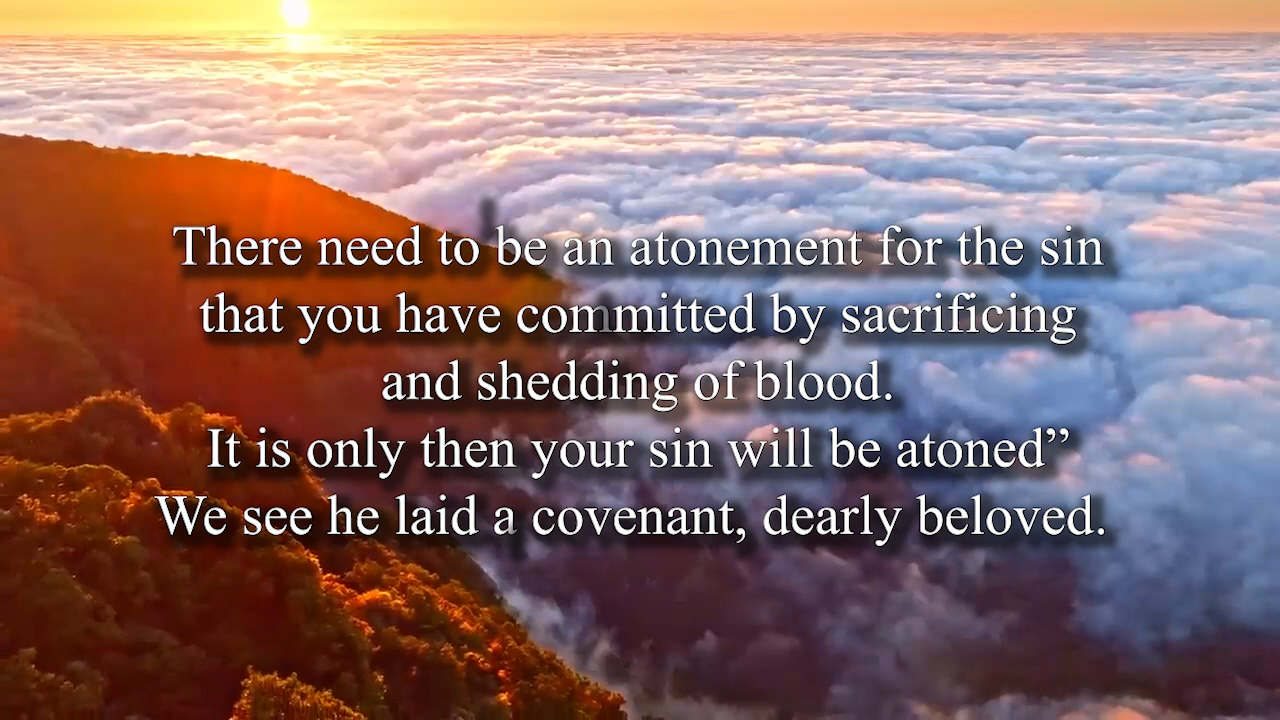 There need to be an atonement for the sin
that you have committed by sacrificing
and shedding of blood.
It is only then your sin will be atoned”
We see he laid a covenant, dearly beloved.